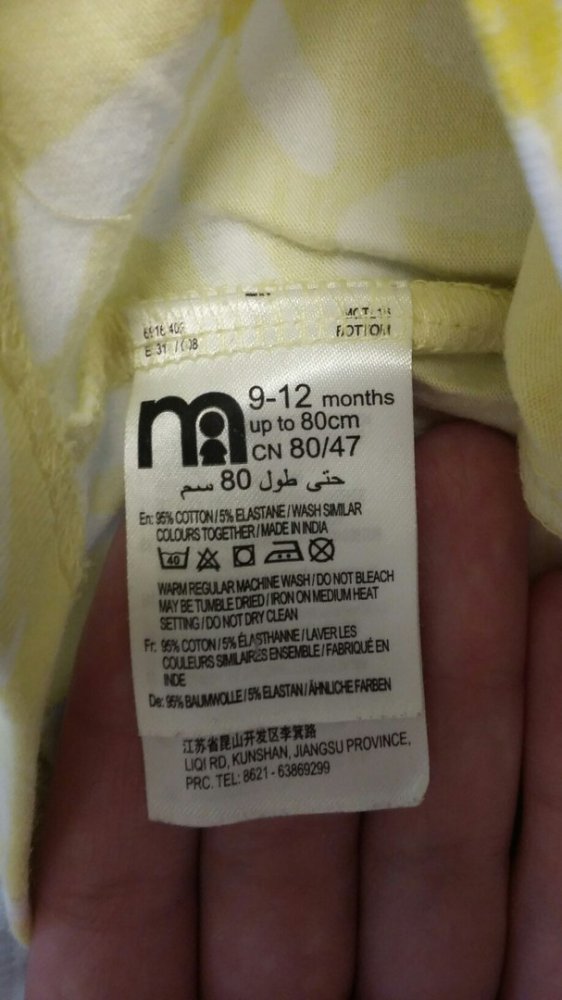 BOTTOM
9-12 months
up to 80cm
CN 80/47
حتى طول 80 سم
En: 95% COTTON / 5% ELASTANE / WASH SIMILAR
COLOURS TOGETHER / MADE IN INDIA
40
WARM REGULAR MACHINE WASH / DO NOT BLEACH
MAY BE TUMBLE DRIED / IRON ON MEDIUM HEAT
SETTING / DO NOT DRY CLEAN
Fr: 95% COTON / 5% ÉLASTHANNE / LAVER LES
COULEURS SIMILAIRES ENSEMBLE / FABRIQUÉ EN
INDE
De: 95% BAUMWOLLE / 5% ELASTAN / ÄHNLICHE FARBEN
江苏省昆山开发区李箕路
LIQI RD, KUNSHAN, JIANGSU PROVINCE,
PRC. TEL: 8621 - 63869299